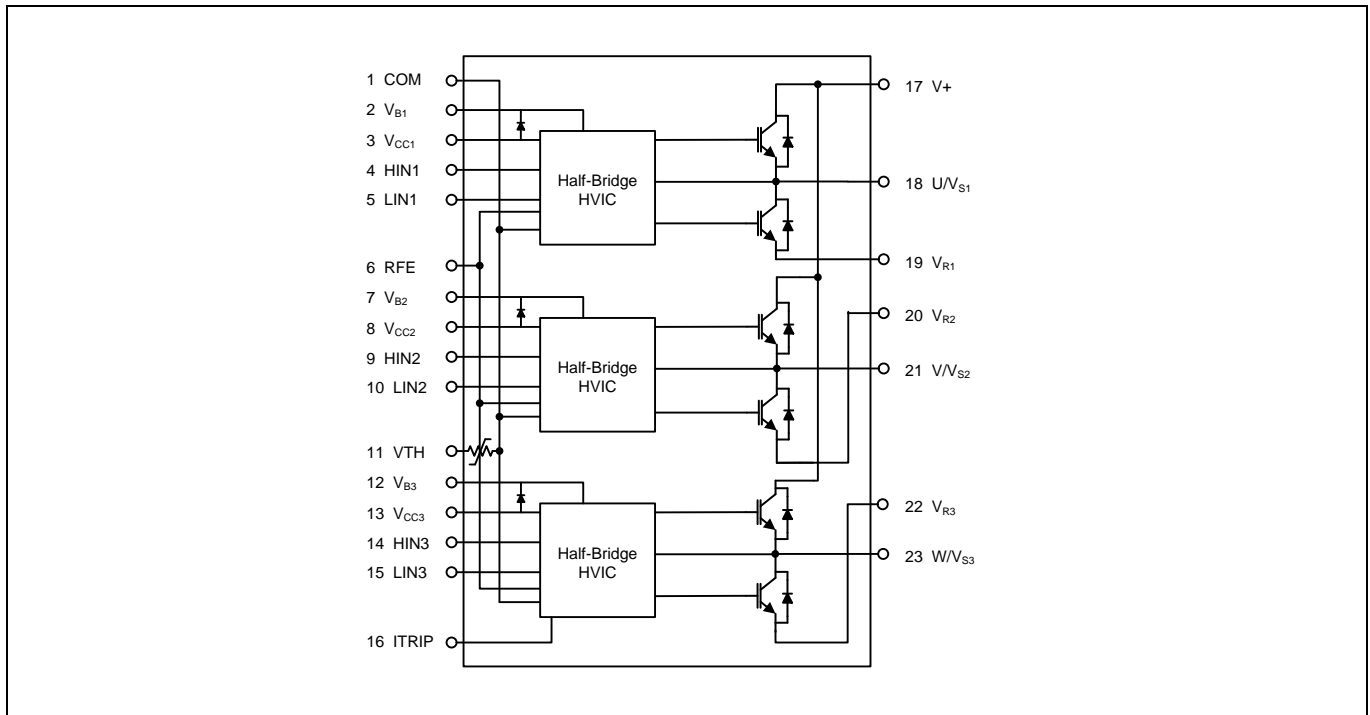 1 COM
2 VB1
3 VCC1
4 HIN1
5 LIN1
6 RFE
7 VB2
8 VCC2
9 HIN2
10 LIN2
11 VTH
12 VB3
13 VCC3
14 HIN3
15 LIN3
16 ITRIP
Half-Bridge
HVIC
Half-Bridge
HVIC
Half-Bridge
HVIC
17 V+
18 U/VS1
19 VR1
20 VR2
21 V/VS2
22 VR3
23 W/VS3